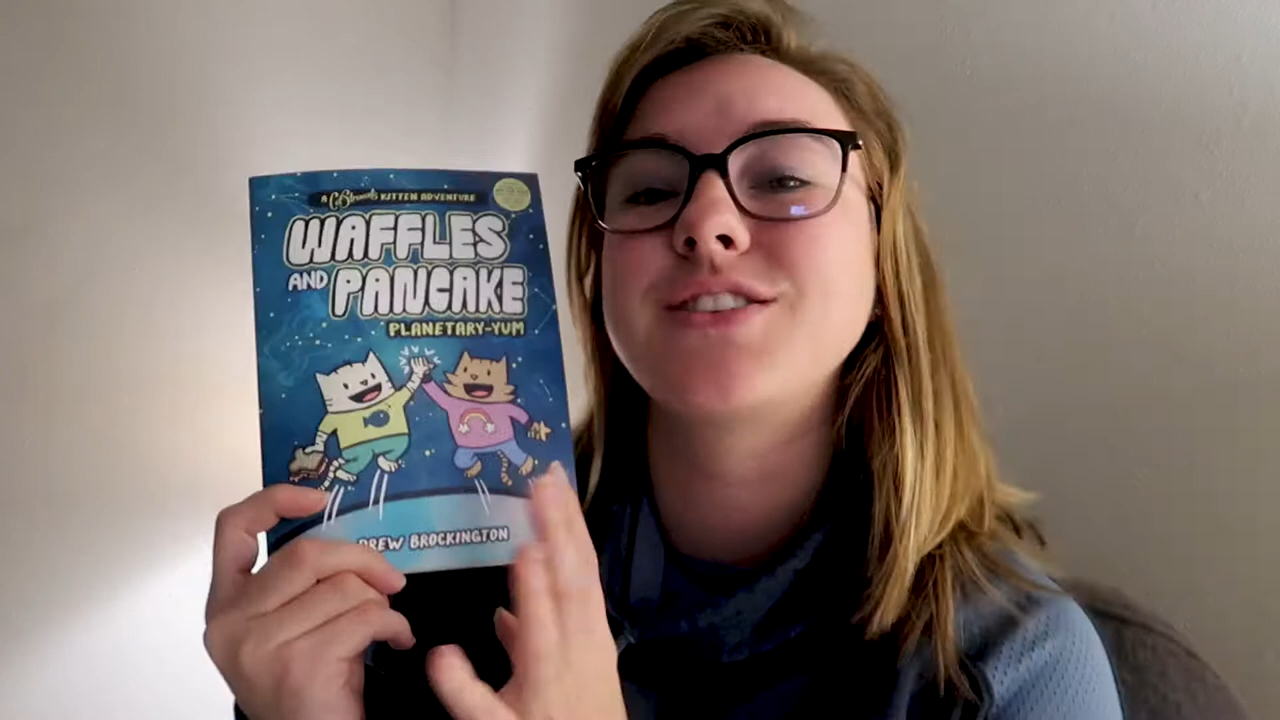 A CatStronauts KITTEN ADVENTURE
WAFFLES
AND PANCAKE
PLANETARY-YUM
DREW BROCKINGTON